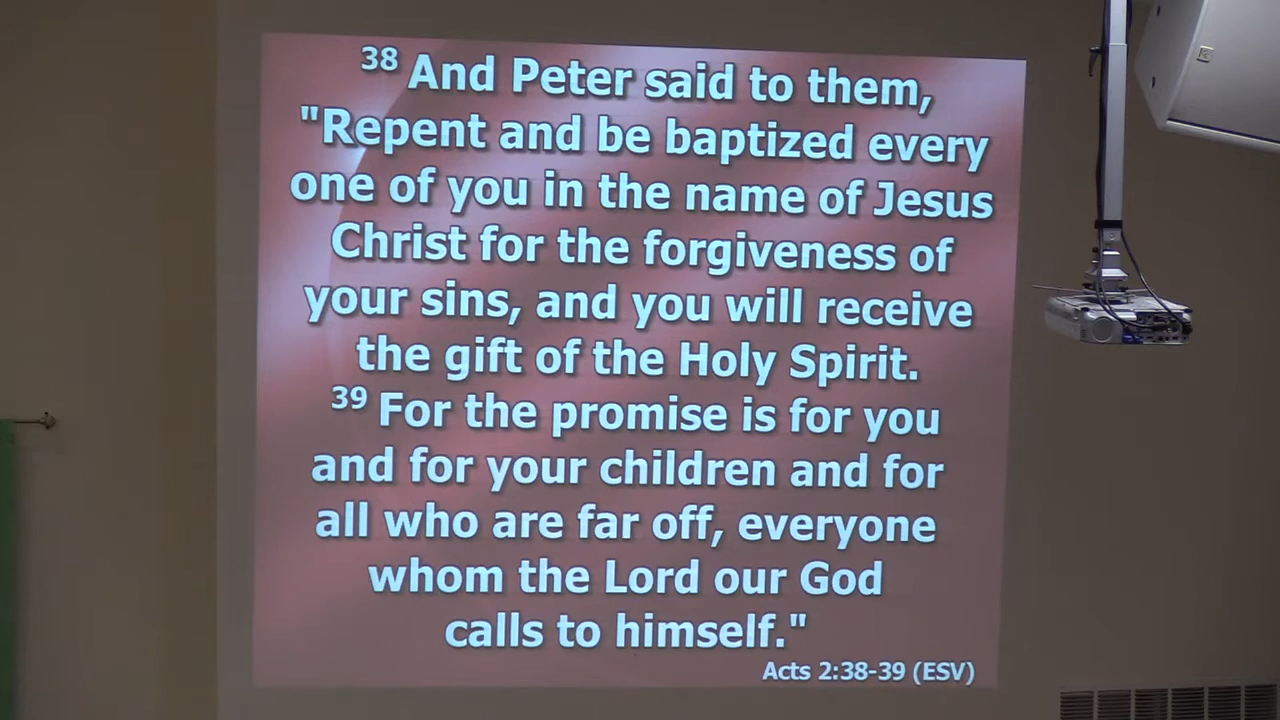 38 And Peter said to them,
"Repent and be baptized every
one of you in the name of Jesus
Christ for the forgiveness of
your sins, and you will receive
the gift of the Holy Spirit.
39 For the promise is for you
and for your children and for
all who are far off, everyone
whom the Lord our God
calls to himself."
Acts 2:38-39 (ESV)